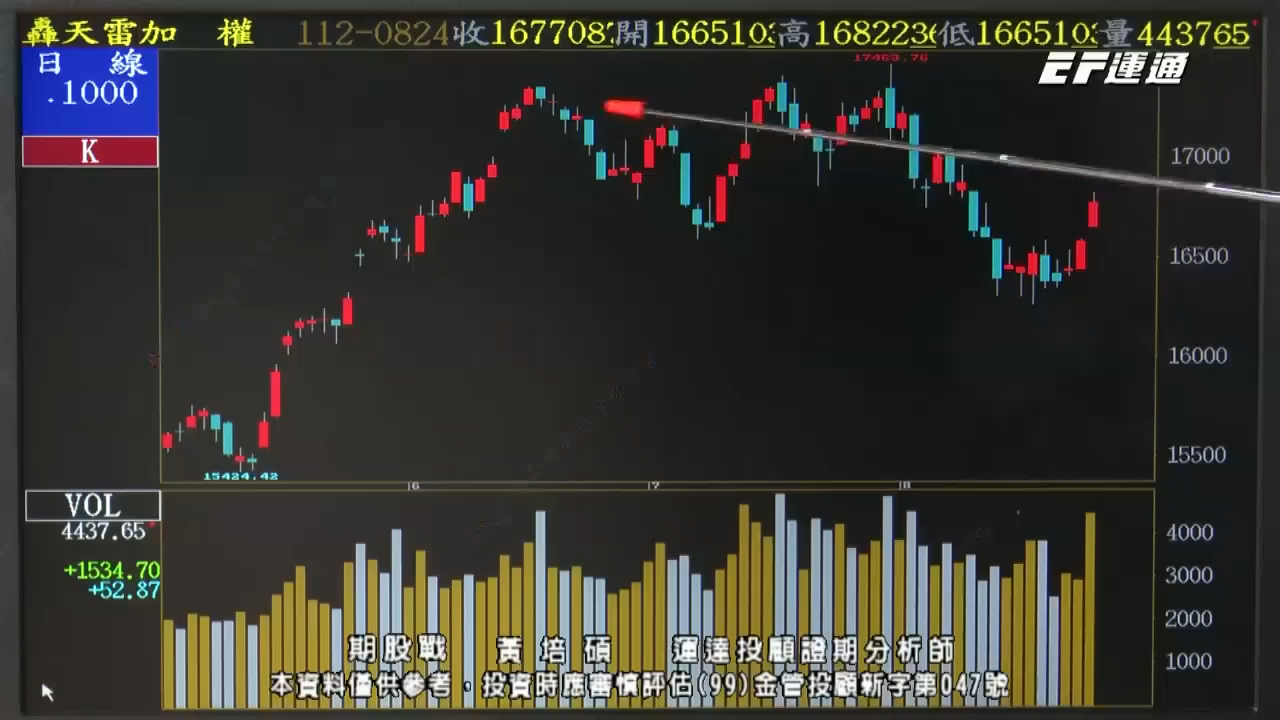 轟天雷加 權 112-0824收1677087開1665103高1682236低1665103量443765
EF運通
日 線
.1000
K
17463.76
17000
16500
16000
15500
15424.42
6 7 8
VOL
4437.65
+1534.70
+52.87
4000
3000
2000
1000
期股戰 黃培碩 運達投顧證期分析師
本資料僅供參考，投資時應審慎評估(99)金管投顧新字第047號